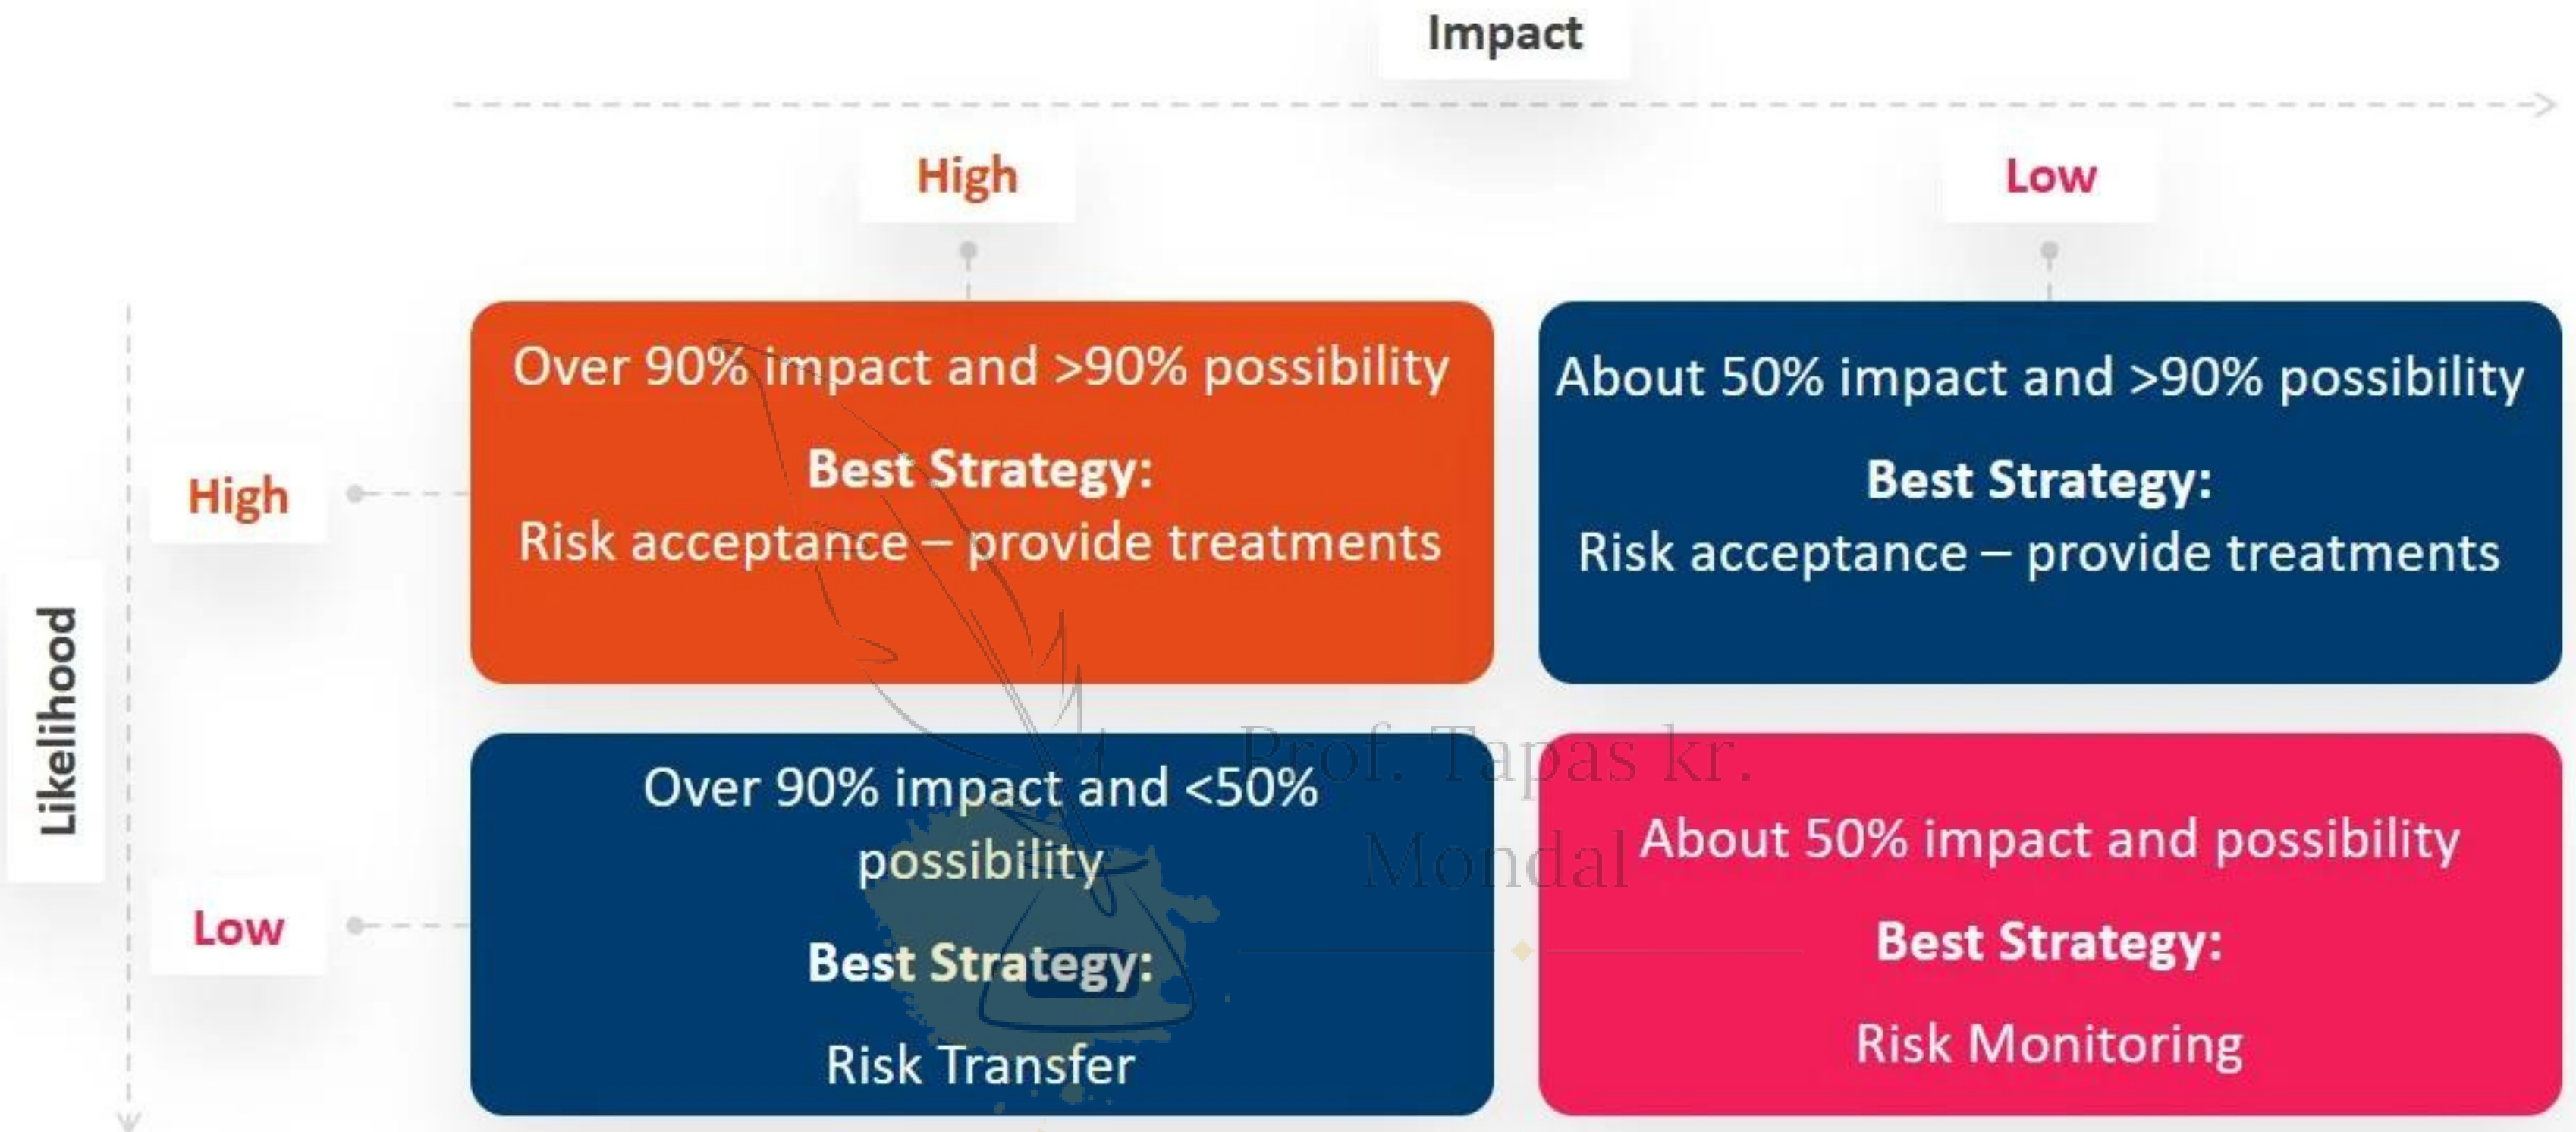 Impact
High
Low
High
Over 90% impact and >90% possibility
Best Strategy:
Risk acceptance – provide treatments
About 50% impact and >90% possibility
Best Strategy:
Risk acceptance – provide treatments
Likelihood
Low
Over 90% impact and <50%
possibility
Best Strategy:
Risk Transfer
About 50% impact and possibility
Best Strategy:
Risk Monitoring
Prof. Tapas kr.
Mondal